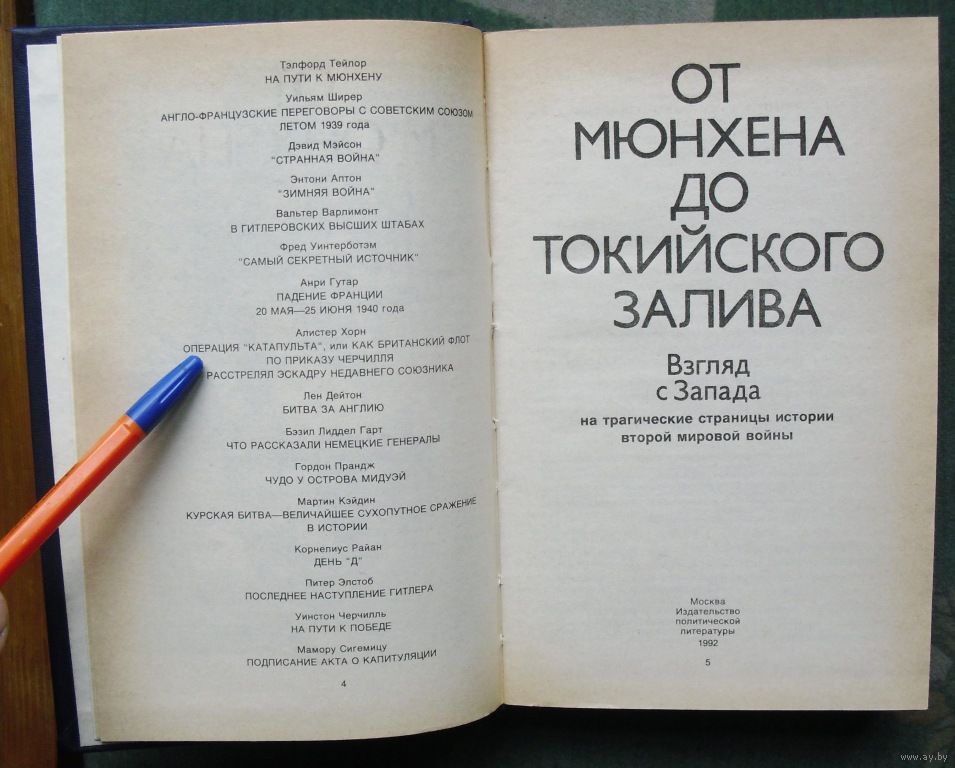 Тэлфорд Тейлор
НА ПУТИ К МЮНХЕНУ
Уильям Ширер
АНГЛО-ФРАНЦУЗСКИЕ ПЕРЕГОВОРЫ С СОВЕТСКИМ СОЮЗОМ
ЛЕТОМ 1939 года
Дэвид Мэйсон
"СТРАННАЯ ВОЙНА"
Энтони Аптон
"ЗИМНЯЯ ВОЙНА"
Вальтер Варлимонт
В ГИТЛЕРОВСКИХ ВЫСШИХ ШТАБАХ
Фред Уинтерботэм
"САМЫЙ СЕКРЕТНЫЙ ИСТОЧНИК"
Анри Гутар
ПАДЕНИЕ ФРАНЦИИ
20 МАЯ—25 ИЮНЯ 1940 года
Алистер Хорн
ОПЕРАЦИЯ "КАТАПУЛЬТА", или КАК БРИТАНСКИЙ ФЛОТ
ПО ПРИКАЗУ ЧЕРЧИЛЛЯ
РАССТРЕЛЯЛ ЭСКАДРУ НЕДАВНЕГО СОЮЗНИКА
Лен Дейтон
БИТВА ЗА АНГЛИЮ
Бэзил Лиддел Гарт
ЧТО РАССКАЗАЛИ НЕМЕЦКИЕ ГЕНЕРАЛЫ
Гордон Прандж
ЧУДО У ОСТРОВА МИДУЭЙ
Мартин Кэйдин
КУРСКАЯ БИТВА—ВЕЛИЧАЙШЕЕ СУХОПУТНОЕ СРАЖЕНИЕ
В ИСТОРИИ
Корнелиус Райан
ДЕНЬ "Д"
Питер Элстоб
ПОСЛЕДНЕЕ НАСТУПЛЕНИЕ ГИТЛЕРА
Уинстон Черчилль
НА ПУТИ К ПОБЕДЕ
Мамору Сигемицу
ПОДПИСАНИЕ АКТА О КАПИТУЛЯЦИИ
4
ОТ
МЮНХЕНА
ДО
ТОКИЙСКОГО
ЗАЛИВА
Взгляд
с Запада
на трагические страницы истории
второй мировой войны
Москва
Издательство
политической
литературы
1992
5
www.ay.by